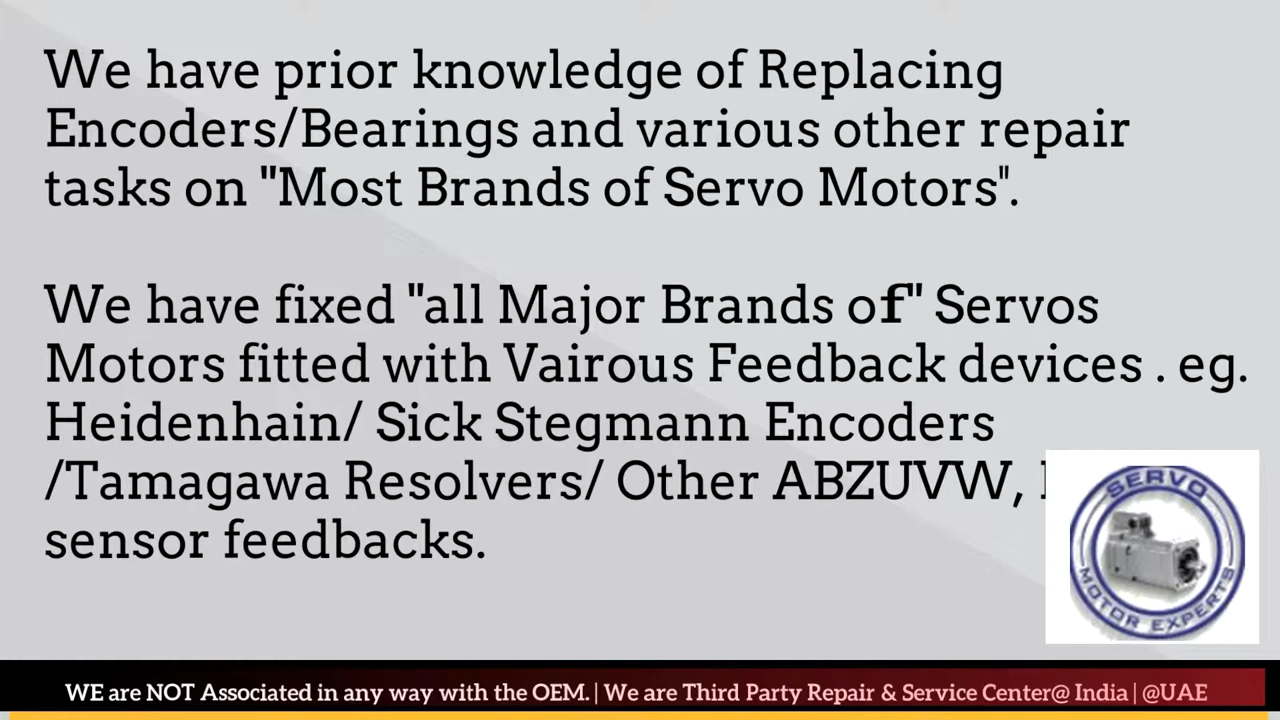 We have prior knowledge of Replacing
Encoders/Bearings and various other repair
tasks on "Most Brands of Servo Motors".
We have fixed "all Major Brands of" Servos
Motors fitted with Vairous Feedback devices . eg.
Heidenhain/ Sick Stegmann Encoders
/Tamagawa Resolvers/ Other ABZUVW,
sensor feedbacks.
SERVO
MOTOR EXPERTS
WE are NOT Associated in any way with the OEM. | We are Third Party Repair & Service Center@ India | @UAE